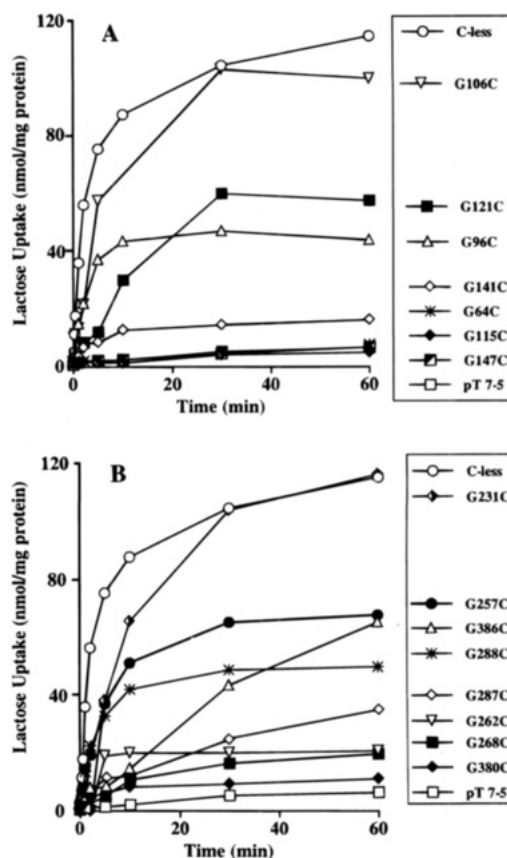 A
Lactose Uptake (nmol/mg protein)
120
80
40
0
0
20
40
60
Time (min)
C-less
G106C
G121C
G96C
G141C
G64C
G115C
G147C
pT 7-5
B
Lactose Uptake (nmol/mg protein)
120
80
40
0
0
20
40
60
Time (min)
C-less
G231C
G257C
G386C
G288C
G287C
G262C
G268C
G380C
pT 7-5